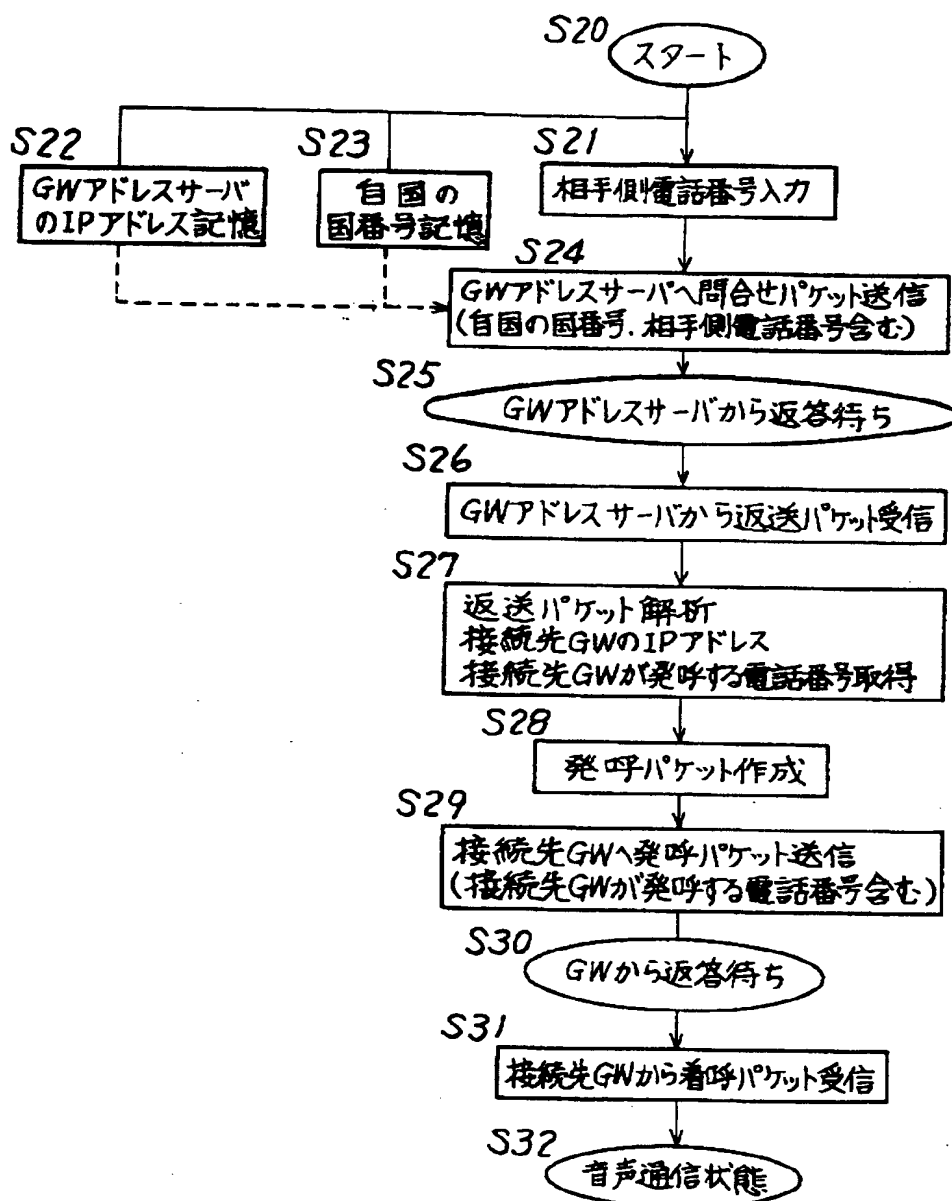 S20
スタート
S22
GWアドレスサーバ
のIPアドレス記憶
S23
自国の
国番号記憶
S21
相手側電話番号入力
S24
GWアドレスサーバへ問合せパケット送信
(自国の国番号.相手側電話番号含む)
S25
GWアドレスサーバから返答待ち
S26
GWアドレスサーバから返送パケット受信
S27
返送パケット解析
接続先GWのIPアドレス
接続先GWが発呼する電話番号取得
S28
発呼パケット作成
S29
接続先GWへ発呼パケット送信
(接続先GWが発呼する電話番号含む)
S30
GWから返答待ち
S31
接続先GWから着呼パケット受信
S32
音声通信状態